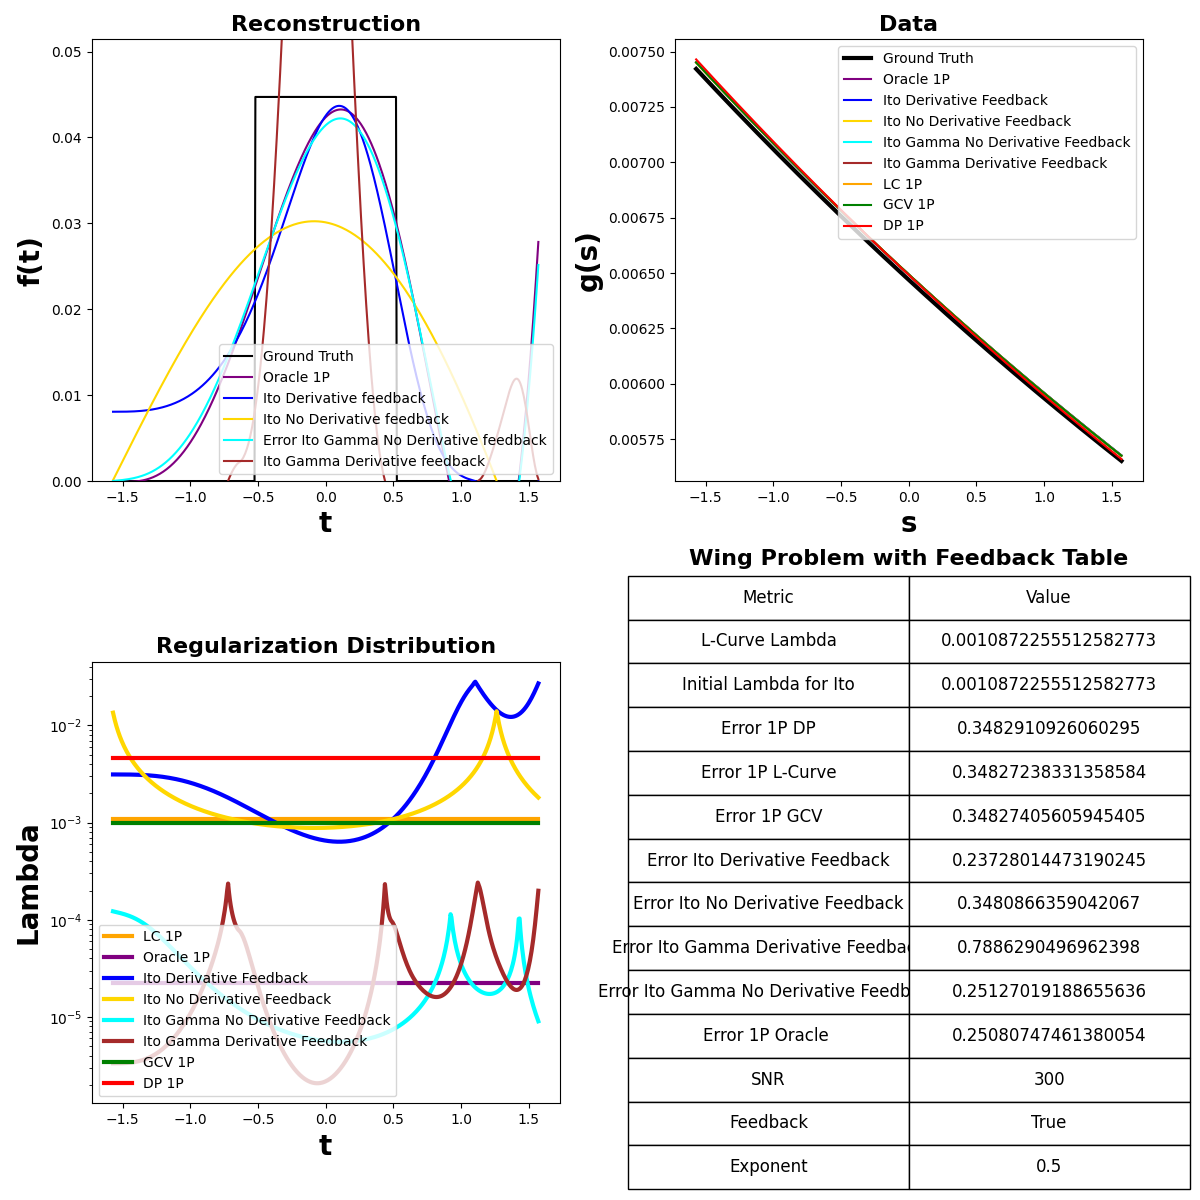 Reconstruction
0.05
0.04
0.03
0.02
0.01
0.00
f(t)
Ground Truth
Oracle 1P
Ito Derivative feedback
Ito No Derivative feedback
Error Ito Gamma No Derivative feedback
Ito Gamma Derivative feedback
−1.5 −1.0 −0.5 0.0 0.5 1.0 1.5
t
Data
0.00750
0.00725
0.00700
0.00675
0.00650
0.00625
0.00600
0.00575
g(s)
Ground Truth
Oracle 1P
Ito Derivative Feedback
Ito No Derivative Feedback
Ito Gamma No Derivative Feedback
Ito Gamma Derivative Feedback
LC 1P
GCV 1P
DP 1P
−1.5 −1.0 −0.5 0.0 0.5 1.0 1.5
s
Regularization Distribution
10⁻²
10⁻³
10⁻⁴
10⁻⁵
Lambda
LC 1P
Oracle 1P
Ito Derivative Feedback
Ito No Derivative Feedback
Ito Gamma No Derivative Feedback
Ito Gamma Derivative Feedback
GCV 1P
DP 1P
−1.5 −1.0 −0.5 0.0 0.5 1.0 1.5
t
Wing Problem with Feedback Table
Metric Value
L-Curve Lambda 0.0010872255512582773
Initial Lambda for Ito 0.0010872255512582773
Error 1P DP 0.3482910926060295
Error 1P L-Curve 0.34827238331358584
Error 1P GCV 0.34827405605945405
Error Ito Derivative Feedback 0.23728014473190245
Error Ito No Derivative Feedback 0.3480866359042067
Error Ito Gamma Derivative Feedbac 0.7886290496962398
Error Ito Gamma No Derivative Feedb 0.25127019188655636
Error 1P Oracle 0.25080747461380054
SNR 300
Feedback True
Exponent 0.5